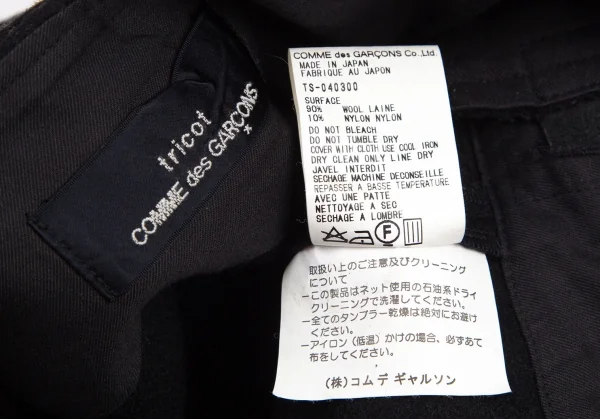 tricot
COMME des GARÇONS
COMME des GARÇONS Co.,Ltd.
MADE IN JAPAN
FABRIQUE AU JAPON
TS-040300
SURFACE
90% WOOL LAINE
10% NYLON NYLON
DO NOT BLEACH
DO NOT TUMBLE DRY
COVER WITH CLOTH USE COOL IRON
DRY CLEAN ONLY LINE DRY
JAVEL INTERDIT
SECHAGE MACHINE DECONSEILLE
REPASSER A BASSE TEMPERATURE
AVEC UNE PATTE
NETTOYAGE A SEC
SECHAGE A LOMBRE
F
取扱い上のご注意及びクリーニング
について
ーこの製品はネット使用の石油系ドライ
クリーニングで洗濯してください。
ー全てのタンブラー乾燥は絶対にお避け
ください。
ーアイロン(低温)かけの場合、必ずあて
布をしてください。
(株)コム デ ギャルソン